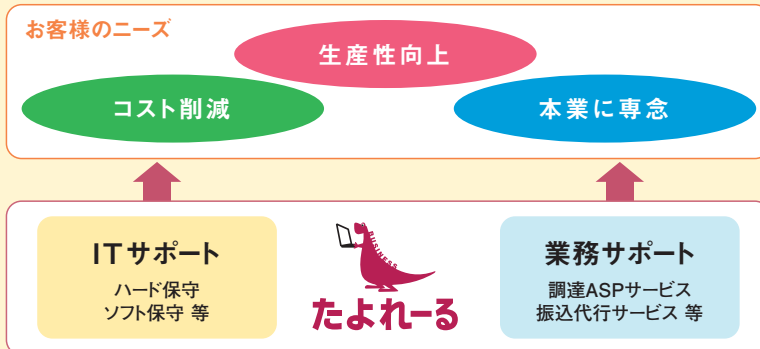 お客様のニーズ
生産性向上
コスト削減
本業に専念
ITサポート
ハード保守
ソフト保守 等
BUSINESS
たよれーる
業務サポート
調達ASPサービス
振込代行サービス 等